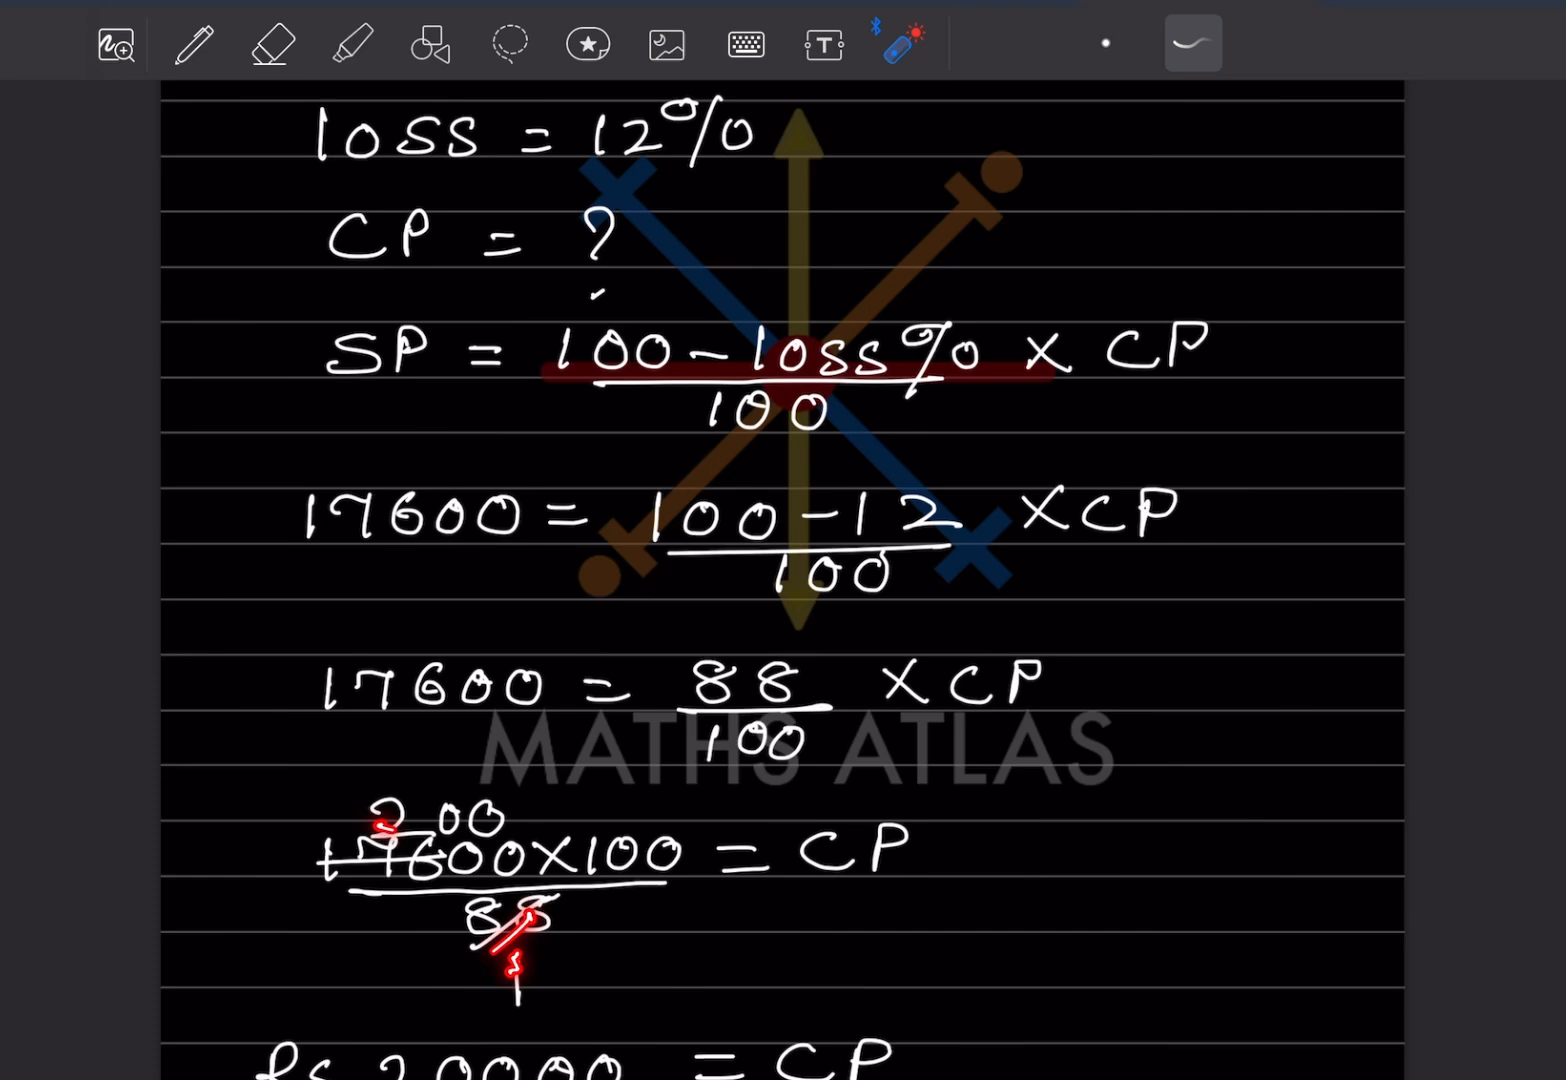 loss = 12%
CP = ?
SP = 100 - loss% × CP
100
17600 = 100 - 12 × CP
100
17600 = 88 × CP
100
MATHS ATLAS
200
17600 × 100 = CP
88
1
Rs 20000 = CP